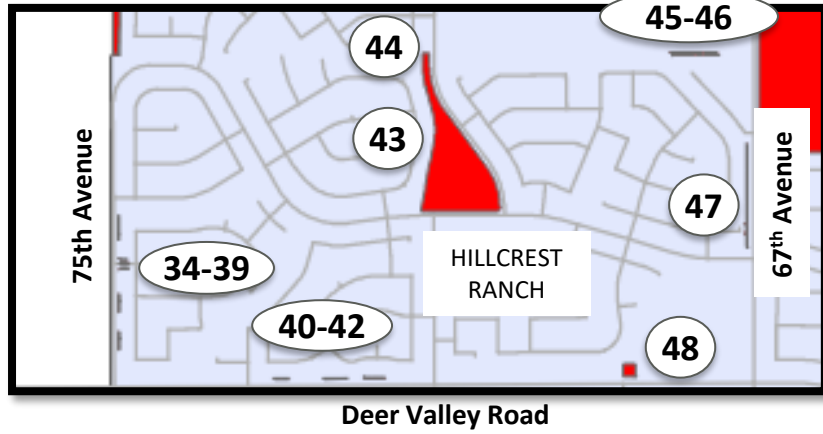 45-46
44
43
75th Avenue
67th Avenue
47
34-39
HILLCREST
RANCH
40-42
48
Deer Valley Road